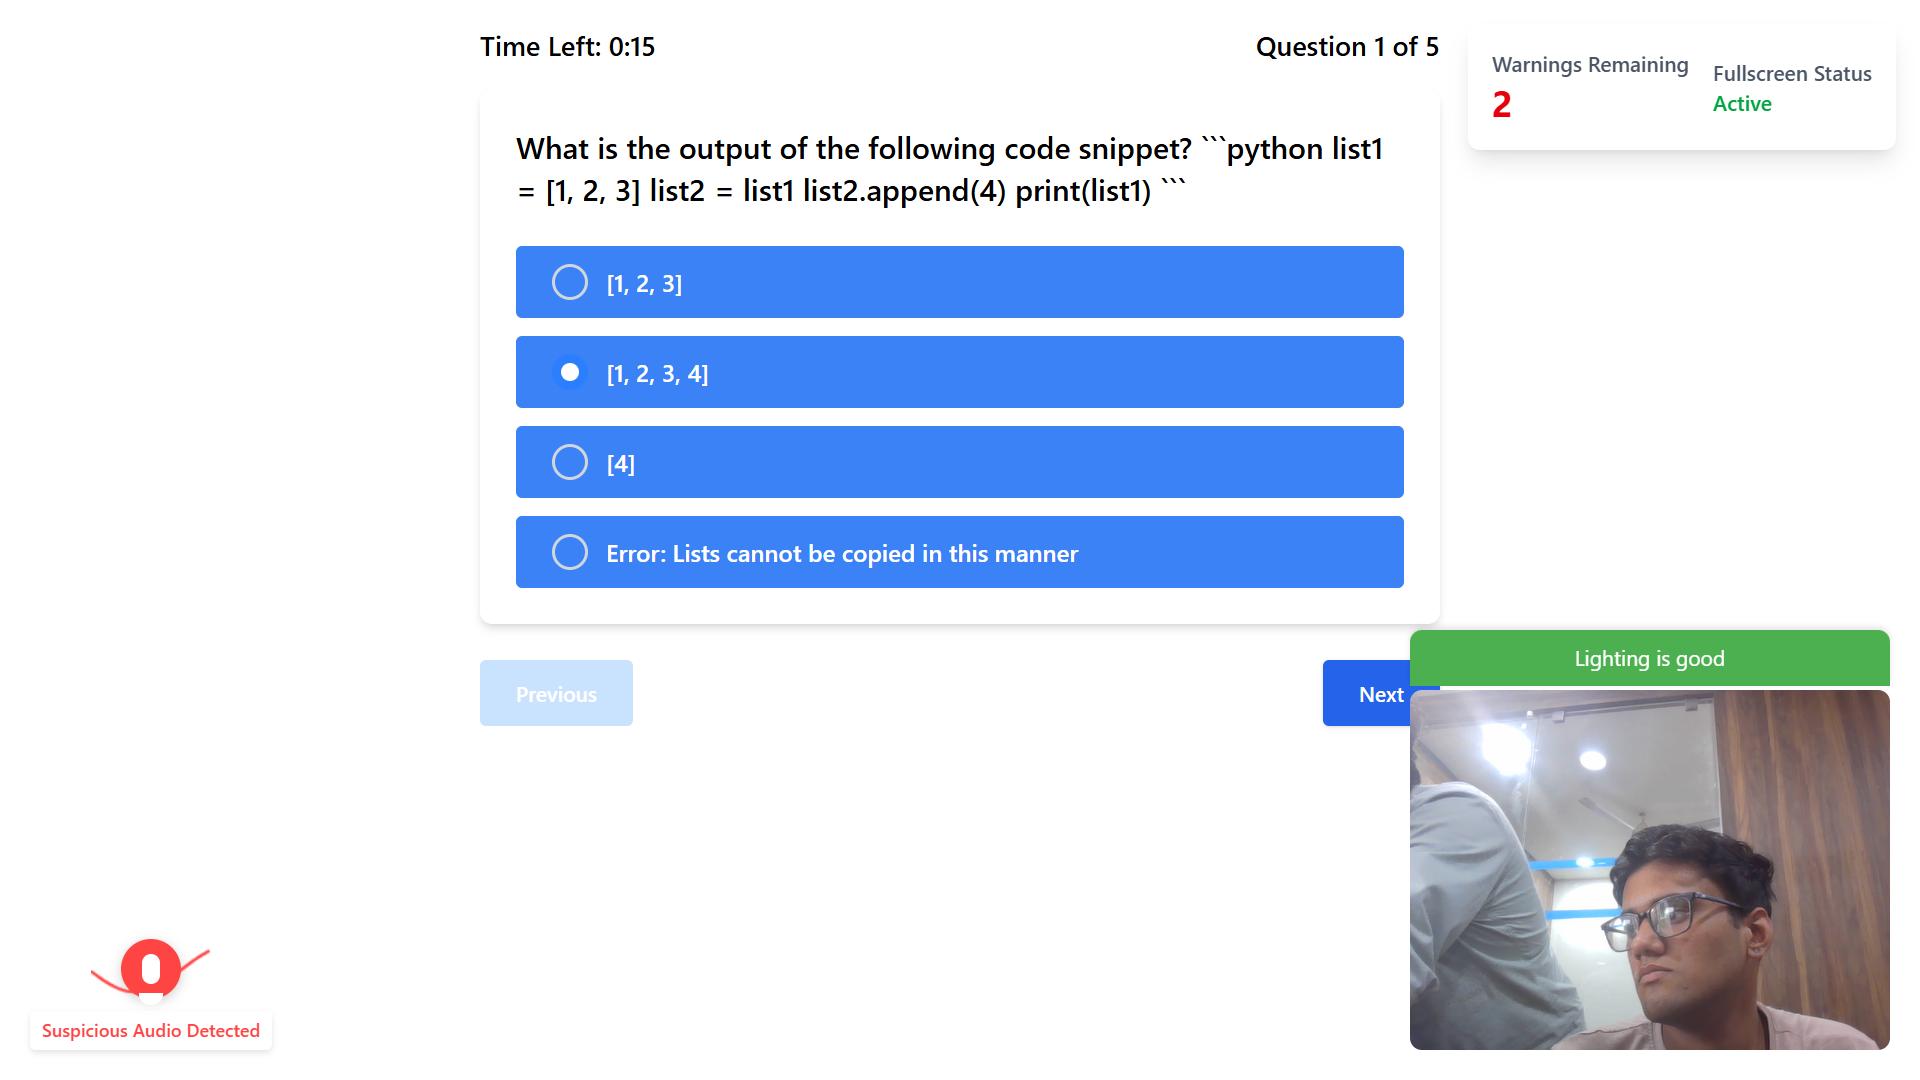 Time Left: 0:15
Question 1 of 5
Warnings Remaining
2
Fullscreen Status
Active
What is the output of the following code snippet? ```python list1
= [1, 2, 3] list2 = list1 list2.append(4) print(list1) ```
[1, 2, 3]
[1, 2, 3, 4]
[4]
Error: Lists cannot be copied in this manner
Previous
Next
Lighting is good
Suspicious Audio Detected